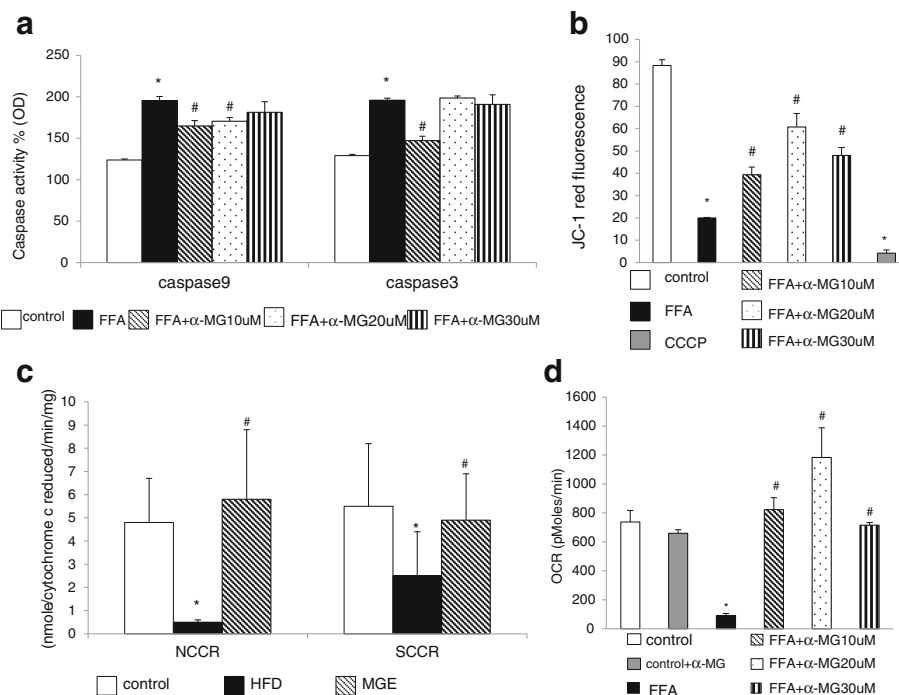 a
Caspase activity % (OD)
250
200
150
100
50
0
*
#
#
*
#
caspase9
caspase3
control
FFA
FFA+α-MG10uM
FFA+α-MG20uM
FFA+α-MG30uM
b
JC-1 red fluorescence
100
90
80
70
60
50
40
30
20
10
0
*
#
#
#
*
control
FFA+α-MG10uM
FFA
FFA+α-MG20uM
CCCP
FFA+α-MG30uM
c
(nmole/cytochrome c reduced/min/mg)
10
9
8
7
6
5
4
3
2
1
0
*
#
*
#
NCCR
SCCR
control
HFD
MGE
d
OCR (pMoles/min)
1600
1400
1200
1000
800
600
400
200
0
*
#
#
#
control
FFA+α-MG10uM
control+α-MG
FFA+α-MG20uM
FFA
FFA+α-MG30uM